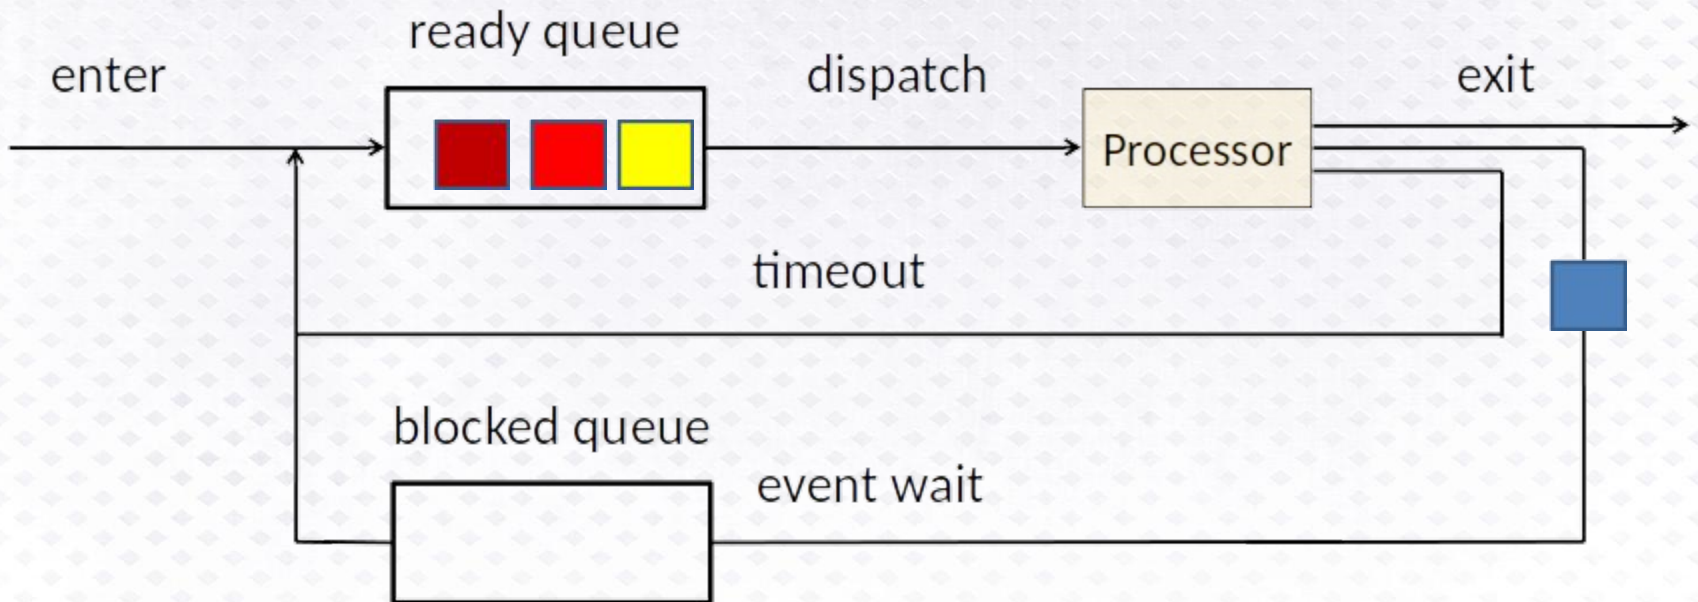 ready queue
enter
dispatch
exit
Processor
timeout
blocked queue
event wait